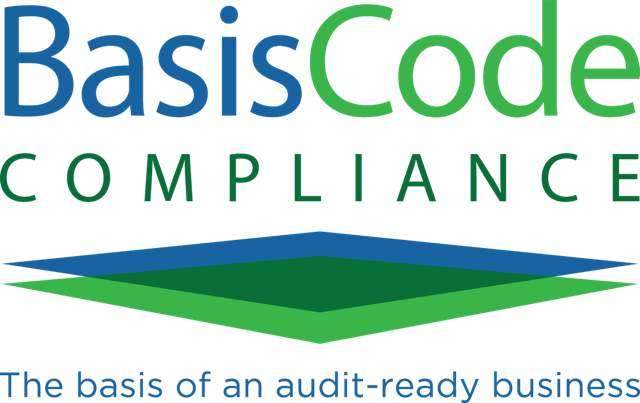 BasisCode
COMPLIANCE
The basis of an audit-ready business